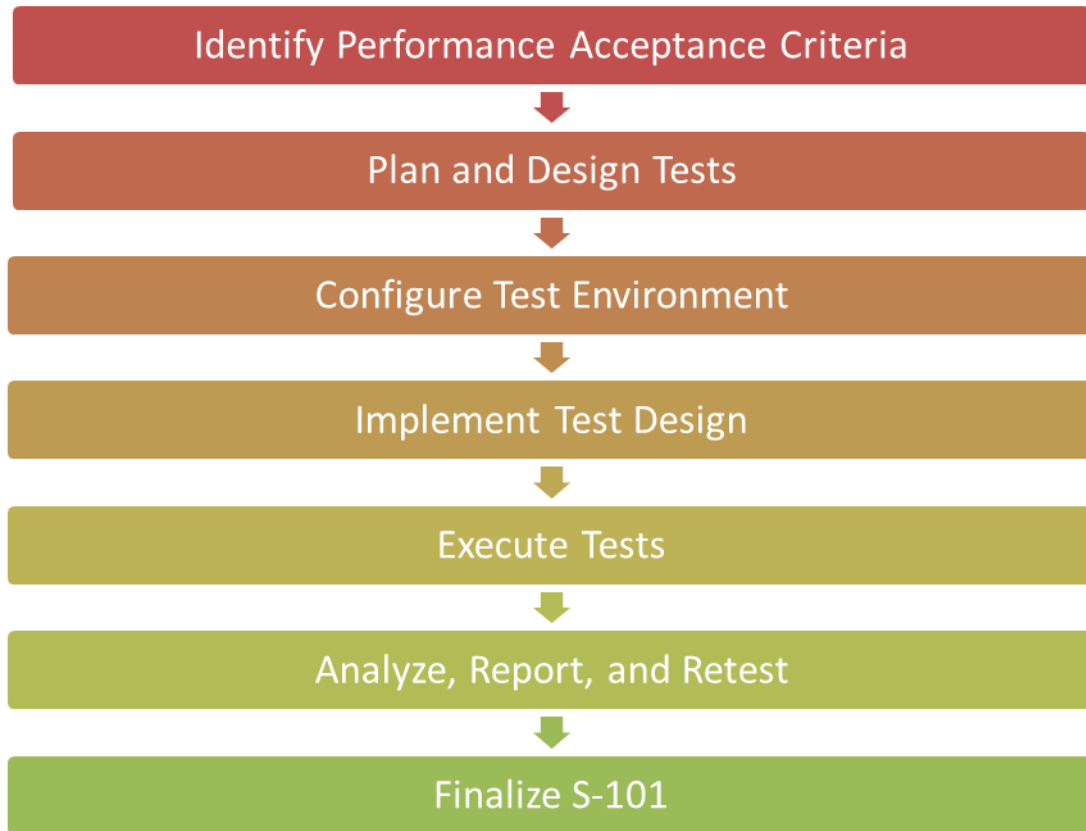 Identify Performance Acceptance Criteria
Plan and Design Tests
Configure Test Environment
Implement Test Design
Execute Tests
Analyze, Report, and Retest
Finalize S-101